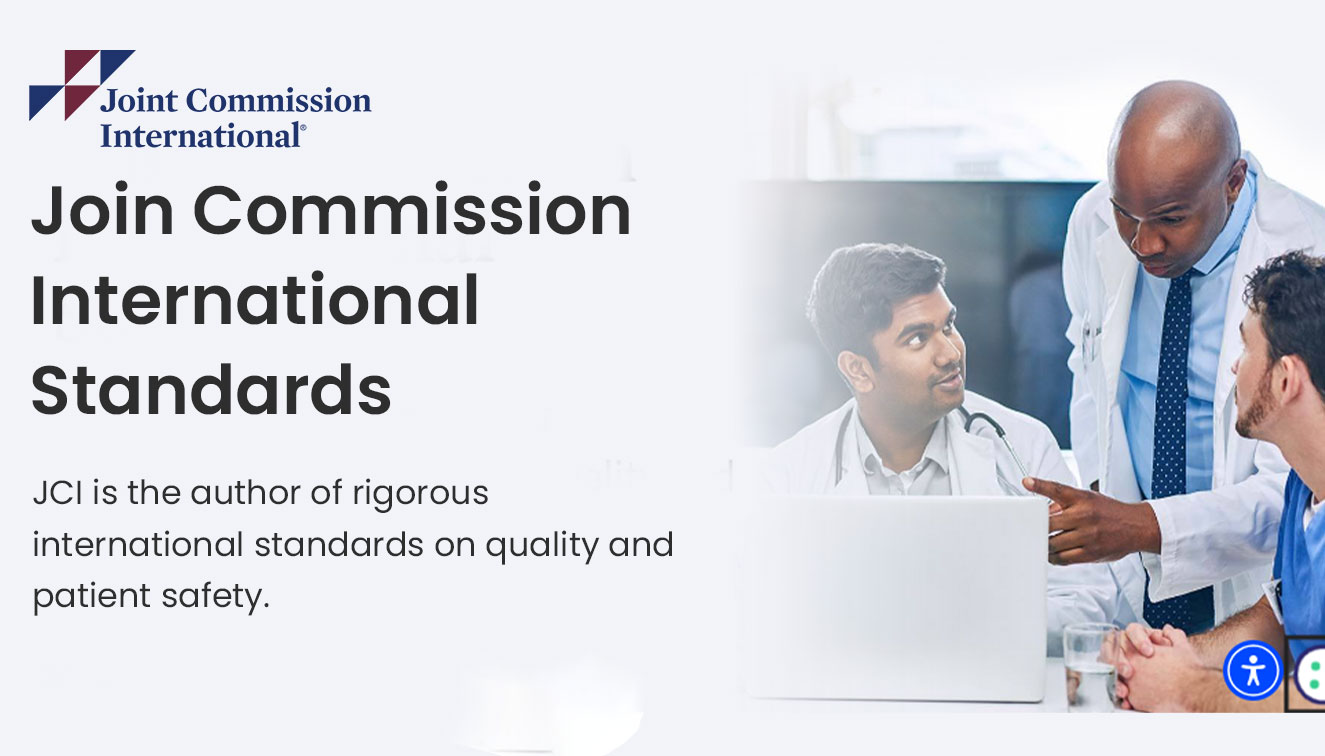 Joint Commission
International®
Join Commission
International
Standards
JCI is the author of rigorous
international standards on quality and
patient safety.